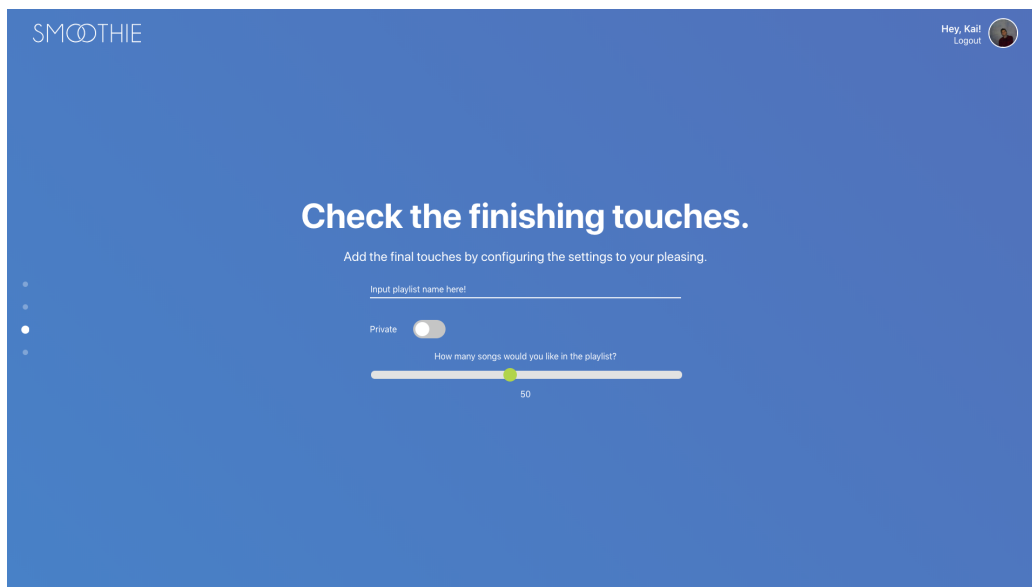 SMOOTHIE
Hey, Kai!
Logout
Check the finishing touches.
Add the final touches by configuring the settings to your pleasing.
Input playlist name here!
Private
How many songs would you like in the playlist?
50